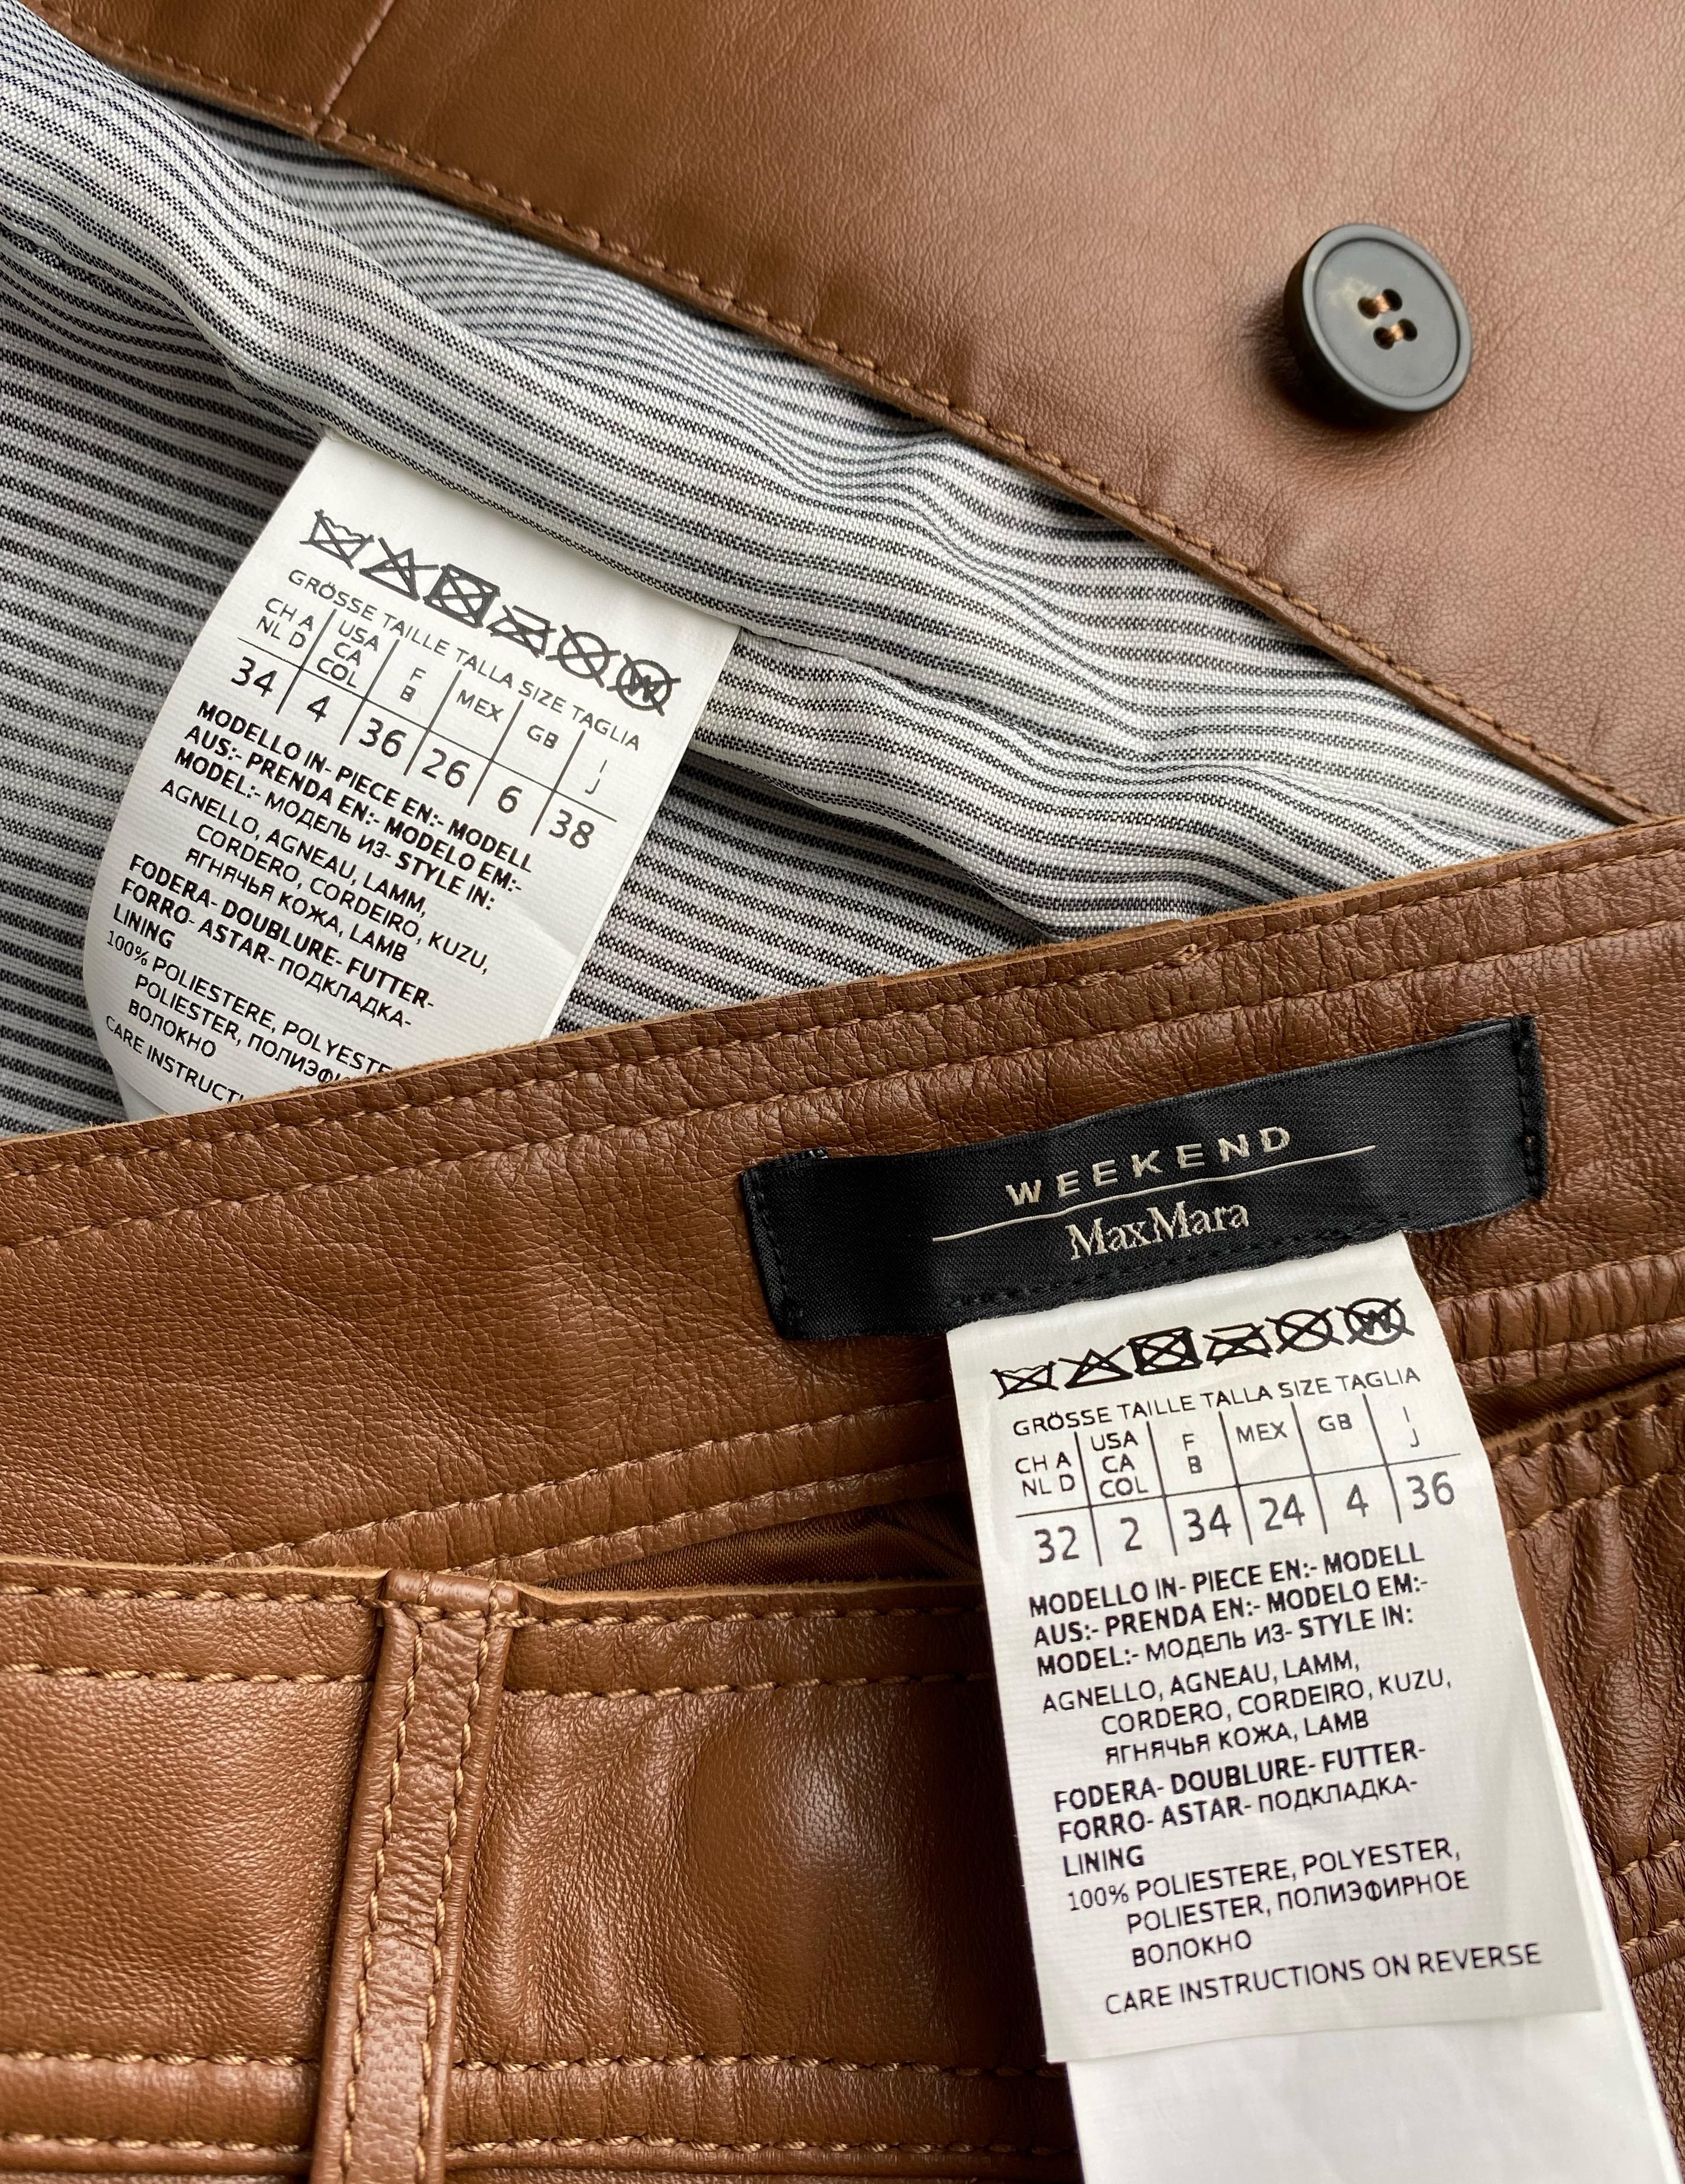 GRÖSSE TAILLE TALLA SIZE TAGLIA
CH A USA F MEX GB I
NL D CA B J
COL
34 4 36 26 6 38
MODELLO IN- PIECE EN:- MODELL
AUS:- PRENDA EN:- MODELO EM:-
MODEL:- МОДЕЛЬ ИЗ- STYLE IN:
AGNELLO, AGNEAU, LAMM,
CORDERO, CORDEIRO, KUZU,
ЯГНЯЧЬЯ КОЖА, LAMB
FODERA- DOUBLURE- FUTTER-
FORRO- ASTAR- ПОДКЛАДКА-
LINING
100% POLIESTERE, POLYESTE
POLIESTER, ПОЛИЭФИ
ВОЛОКНО
CARE INSTRUCTI
WEEKEND
MaxMara
W
GRÖSSE TAILLE TALLA SIZE TAGLIA
CH A USA F MEX GB I
NL D CA B J
COL
32 2 34 24 4 36
MODELLO IN- PIECE EN:- MODELL
AUS:- PRENDA EN:- MODELO EM:-
MODEL:- МОДЕЛЬ ИЗ- STYLE IN:
AGNELLO, AGNEAU, LAMM,
CORDERO, CORDEIRO, KUZU,
ЯГНЯЧЬЯ КОЖА, LAMB
FODERA- DOUBLURE- FUTTER-
FORRO- ASTAR- ПОДКЛАДКА-
LINING
100% POLIESTERE, POLYESTER,
POLIESTER, ПОЛИЭФИРНОЕ
ВОЛОКНО
CARE INSTRUCTIONS ON REVERSE